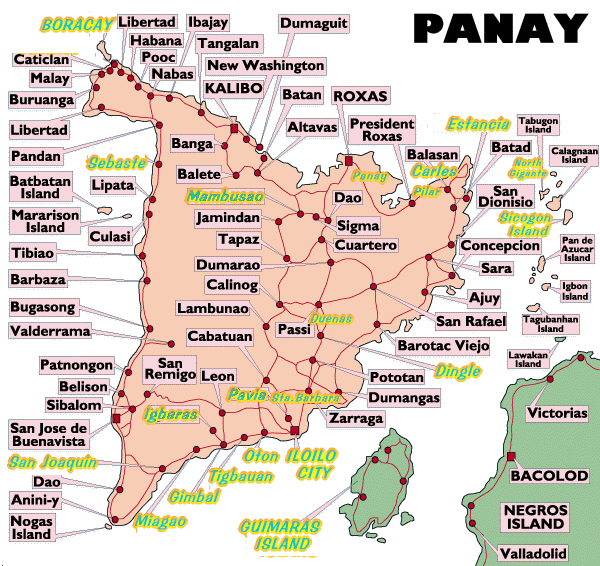 PANAY
BORACAY
Libertad
Ibajay
Dumaguit
Habana
Tangalan
Pooc
Caticlan
Nabas
New Washington
Malay
KALIBO
Batan
ROXAS
Buruanga
Altavas
President
Roxas
Estancia
Tabugon
Island
Libertad
Banga
Balasan
Batad
Calagnaan
Island
Pandan
Sebaste
Carles
North
Gigante
Balete
Panay
Pilar
Batbatan
Island
Lipata
Mambusao
Dao
San
Dionisio
Mararison
Island
Jamindan
Sigma
Sicogon
Island
Culasi
Tapaz
Cuartero
Concepcion
Pan de
Azucar
Island
Tibiao
Dumarao
Sara
Barbaza
Calinog
Ajuy
Igbon
Island
Bugasong
Lambunao
Passi
Duenas
San Rafael
Tagubanhan
Island
Valderrama
Cabatuan
Barotac Viejo
Lawakan
Island
Patnongon
San
Remigo
Leon
Pototan
Dingle
Belison
Pavia
Sta. Barbara
Dumangas
Sibalom
Igbaras
Zarraga
Victorias
San Jose de
Buenavista
San Joaquin
Oton
ILOILO
CITY
Tigbauan
BACOLOD
Dao
Gimbal
Anini-y
Miagao
NEGROS
ISLAND
Nogas
Island
GUIMARAS
ISLAND
Valladolid